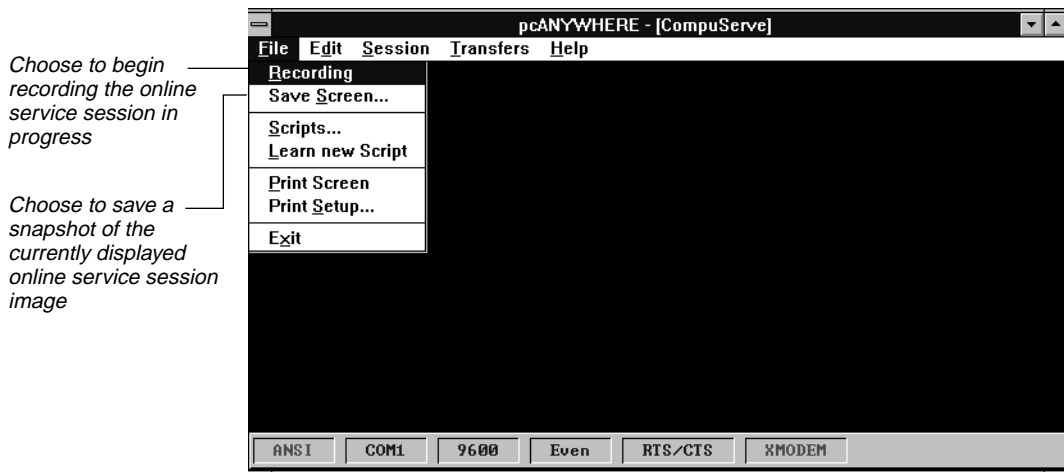 pcANYWHERE - [CompuServe]
File Edit Session Transfers Help
Choose to begin
recording the online
service session in
progress
Choose to save a
snapshot of the
currently displayed
online service session
image
Recording
Save Screen...
Scripts...
Learn new Script
Print Screen
Print Setup...
Exit
ANSI COM1 9600 Even RTS/CTS XMODEM